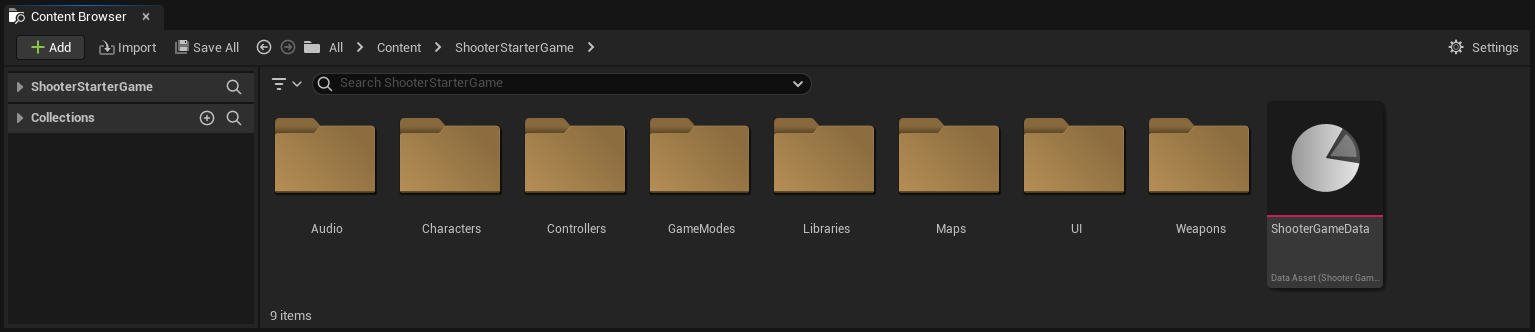 Content Browser
Add Import Save All All Content ShooterStarterGame Settings
ShooterStarterGame Search ShooterStarterGame
Collections
Audio Characters Controllers GameModes Libraries Maps UI Weapons ShooterGameData
Data Asset (Shooter Gam...
9 items